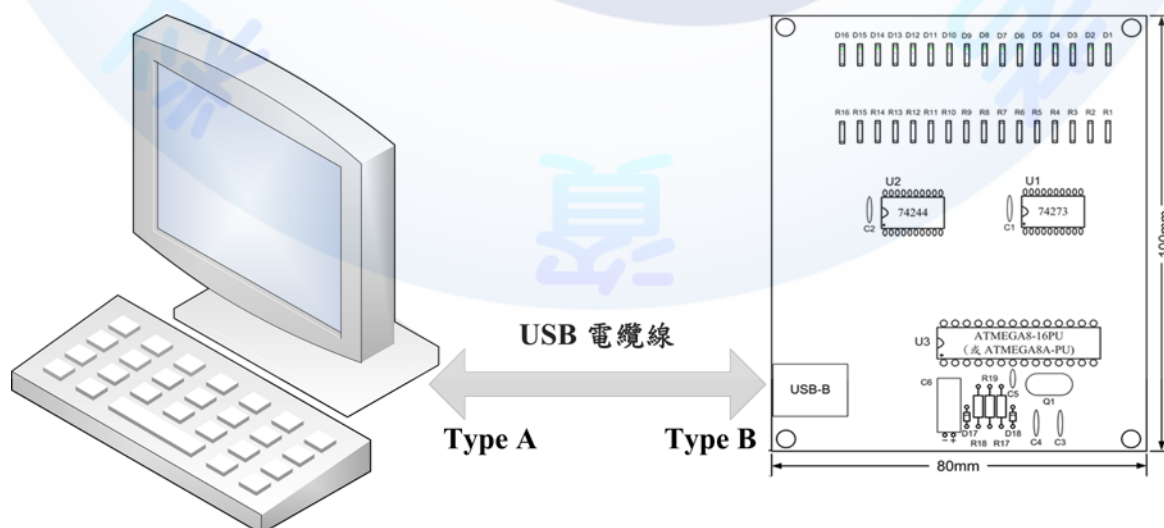 D16 D15 D14 D13 D12 D11 D10 D9 D8 D7 D6 D5 D4 D3 D2 D1
R16 R15 R14 R13 R12 R11 R10 R9 R8 R7 R6 R5 R4 R3 R2 R1
U2 U1
74244 74273
C2 C1
100mm
USB 電纜線
U3
ATMEGA8-16PU
(或 ATMEGA8A-PU)
USB-B
C6 R19 C5 Q1
Type A Type B
D17 D18
R18 R17 C4 C3
80mm